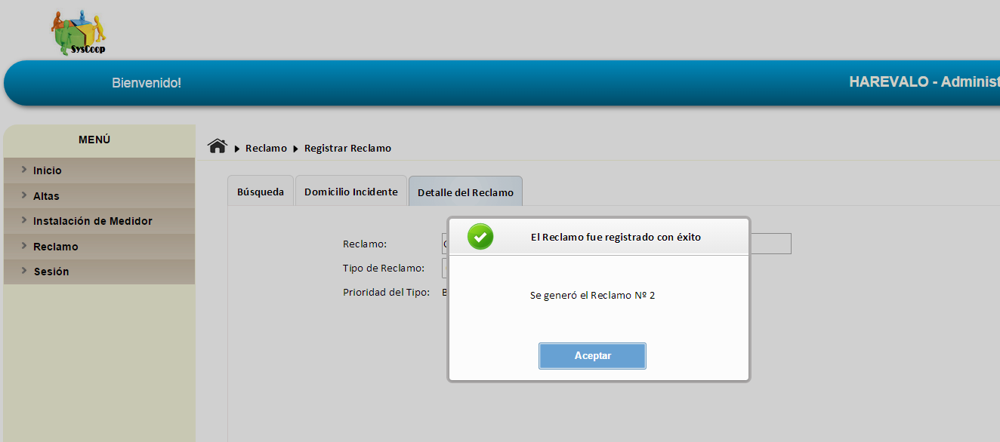 SysCoop
Bienvenido!
HAREVALO - Administ
MENÚ
Inicio
Altas
Instalación de Medidor
Reclamo
Sesión
Reclamo Registrar Reclamo
Búsqueda Domicilio Incidente Detalle del Reclamo
Reclamo:
Tipo de Reclamo:
Prioridad del Tipo: B
El Reclamo fue registrado con éxito
Se generó el Reclamo Nº 2
Aceptar